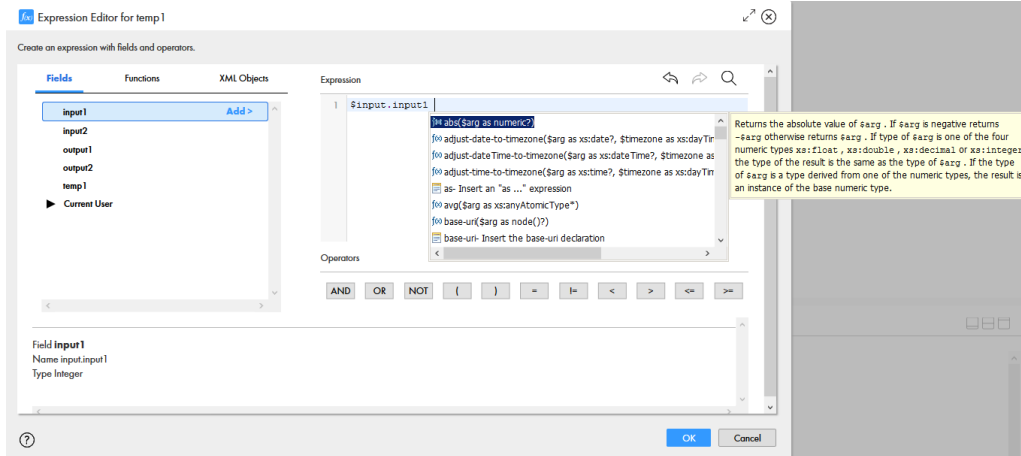 Expression Editor for temp1
Create an expression with fields and operators.
Fields Functions XML Objects
input1 Add >
input2
output1
output2
temp1
Current User
Expression
1 $input.input1
f(x) abs($arg as numeric?)
f(x) adjust-date-to-timezone($arg as xs:date?, $timezone as xs:dayTim
f(x) adjust-dateTime-to-timezone($arg as xs:dateTime?, $timezone as
f(x) adjust-time-to-timezone($arg as xs:time?, $timezone as xs:dayTim
as- Insert an "as ..." expression
f(x) avg($arg as xs:anyAtomicType*)
f(x) base-uri($arg as node()?)
base-uri- Insert the base-uri declaration
Returns the absolute value of $arg. If $arg is negative returns
-$arg otherwise returns $arg. If type of $arg is one of the four
numeric types xs:float, xs:double, xs:decimal or xs:integer
the type of the result is the same as the type of $arg. If the type
of $arg is a type derived from one of the numeric types, the result is
an instance of the base numeric type.
Operators
AND OR NOT ( ) = != < > <= >=
Field input1
Name input.input1
Type Integer
?
OK Cancel